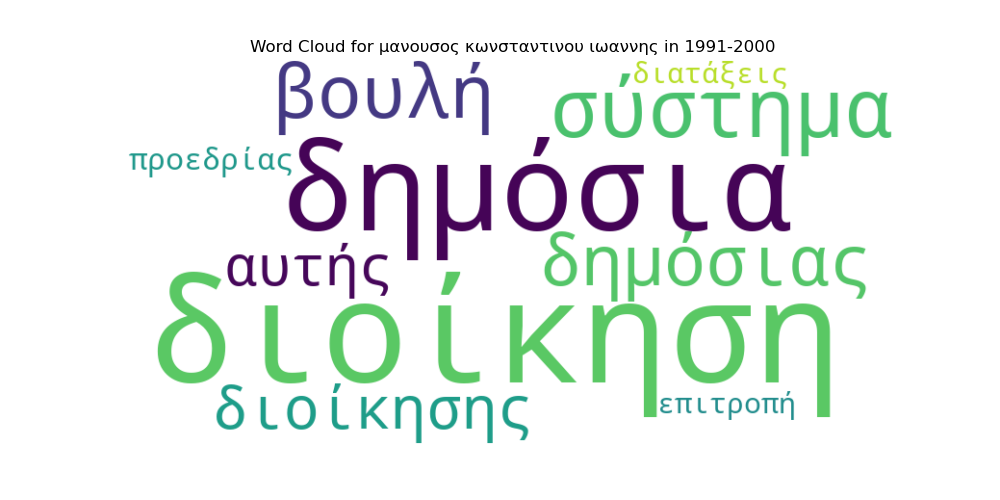 Word Cloud for μανουσος κωνσταντινου ιωαννης in 1991-2000
διατάξεις
βουλή
σύστημα
προεδρίας
δημόσια
αυτής
δημόσιας
διοίκηση
διοίκησης
επιτροπή